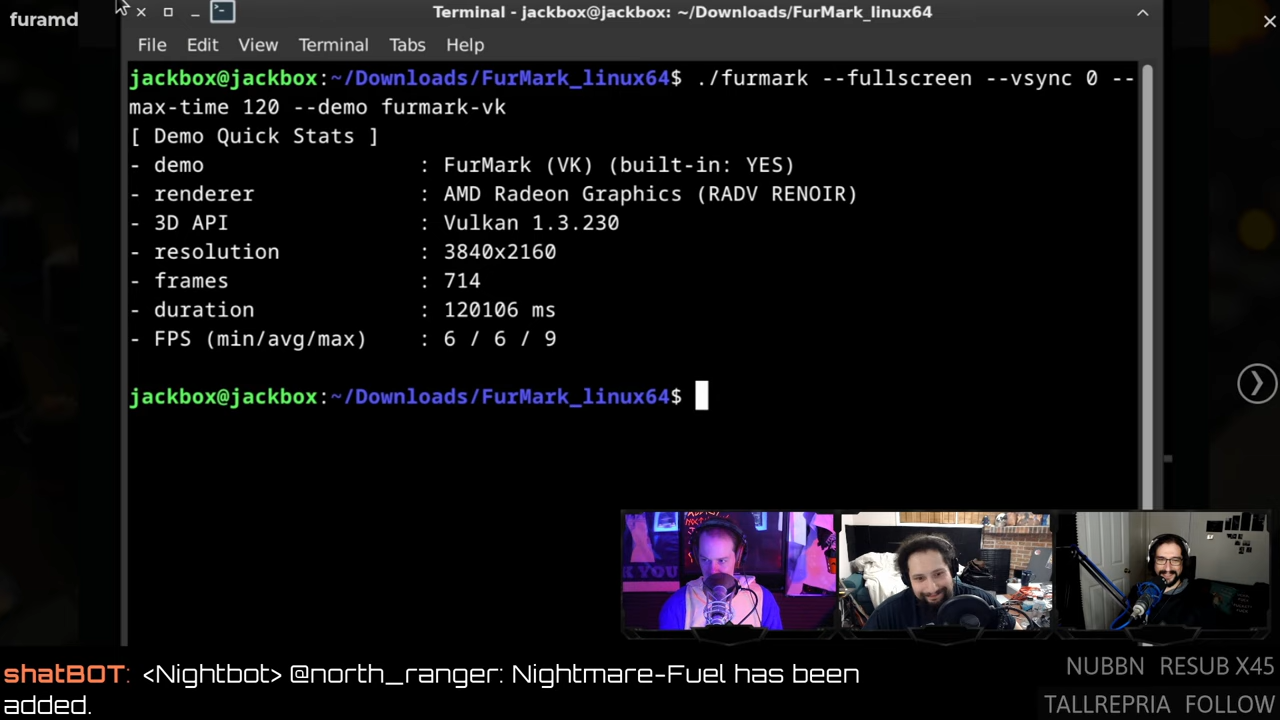 furamd
Terminal - jackbox@jackbox: ~/Downloads/FurMark_linux64
File Edit View Terminal Tabs Help
jackbox@jackbox:~/Downloads/FurMark_linux64$ ./furmark --fullscreen --vsync 0 --
max-time 120 --demo furmark-vk
[ Demo Quick Stats ]
- demo : FurMark (VK) (built-in: YES)
- renderer : AMD Radeon Graphics (RADV RENOIR)
- 3D API : Vulkan 1.3.230
- resolution : 3840x2160
- frames : 714
- duration : 120106 ms
- FPS (min/avg/max) : 6 / 6 / 9
jackbox@jackbox:~/Downloads/FurMark_linux64$
shatBOT: <Nightbot> @north_ranger: Nightmare-Fuel has been
added.
NUBBN RESUB X45
TALLREPRIA FOLLOW